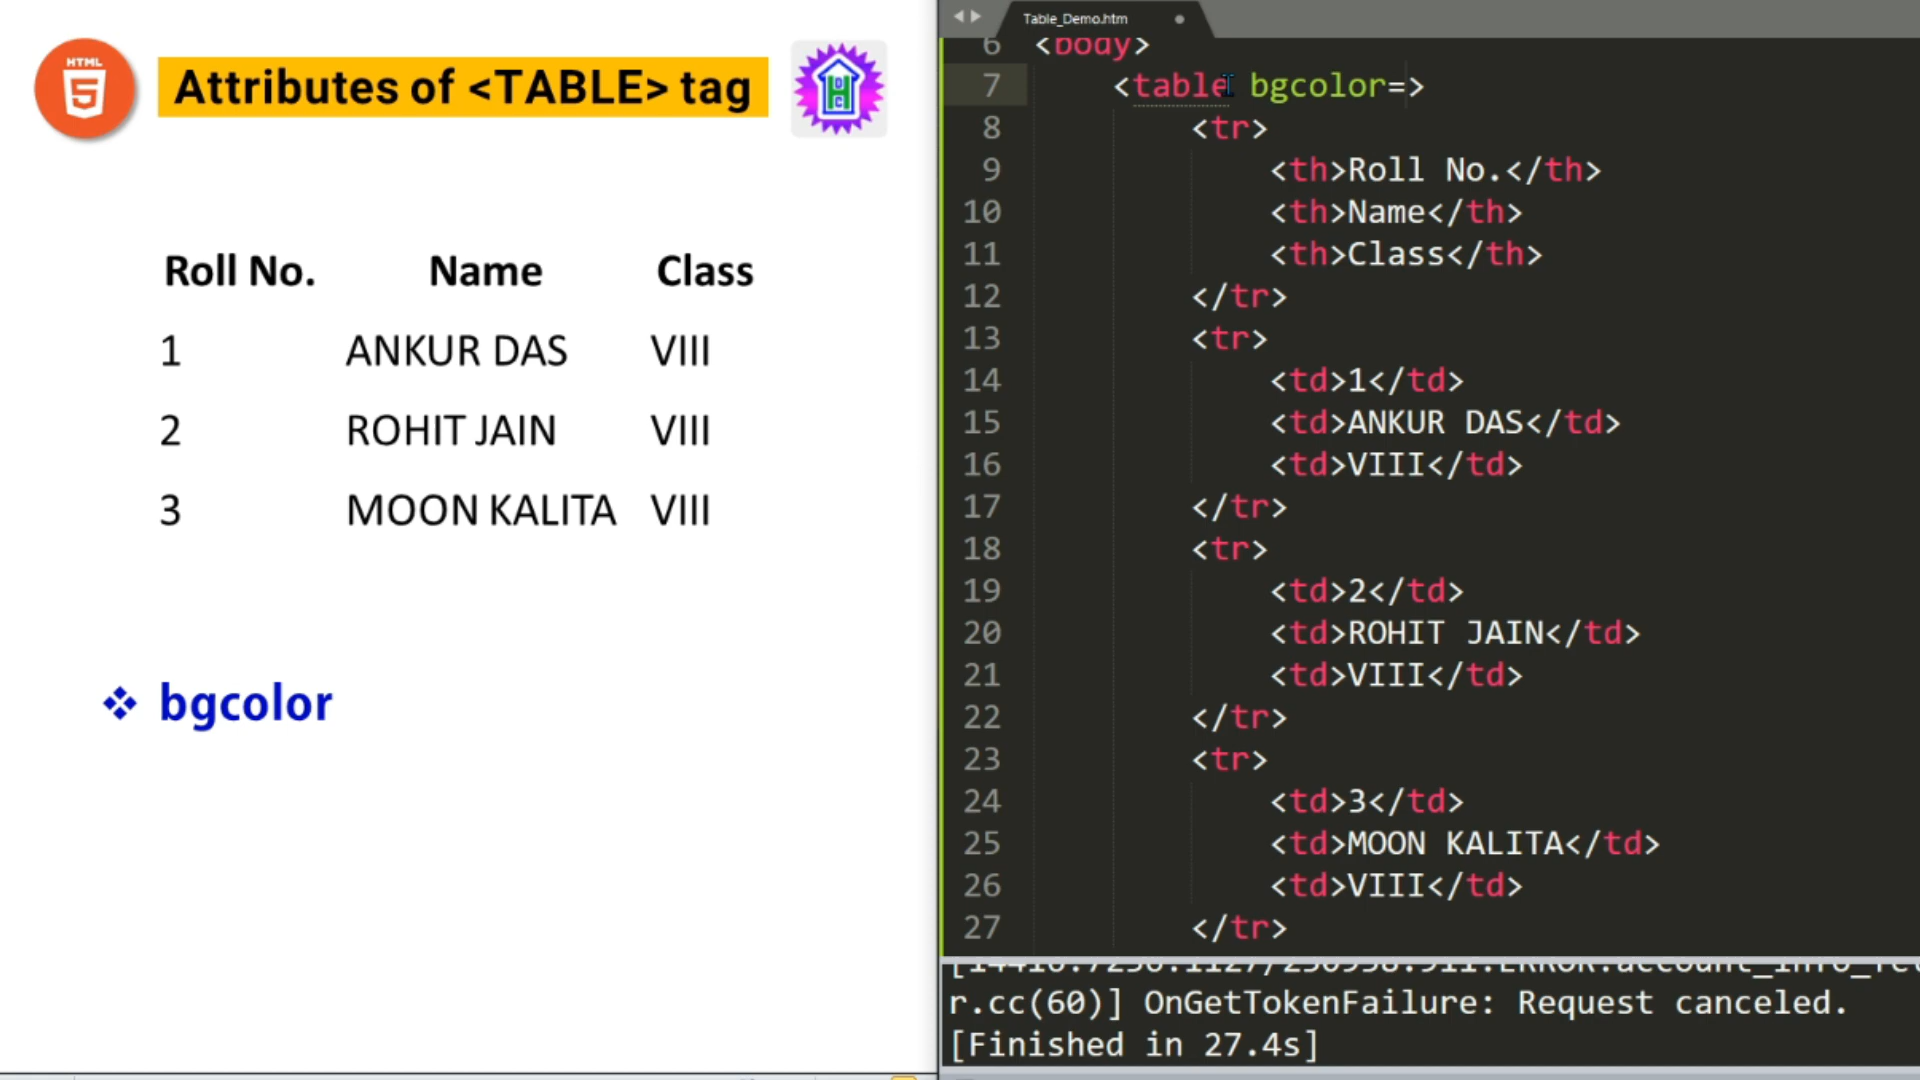 HTML
5
Attributes of <TABLE> tag
H
Roll No. Name Class
1 ANKUR DAS VIII
2 ROHIT JAIN VIII
3 MOON KALITA VIII
❖ bgcolor
Table_Demo.htm
6 <body>
7 <table bgcolor=>
8 <tr>
9 <th>Roll No.</th>
10 <th>Name</th>
11 <th>Class</th>
12 </tr>
13 <tr>
14 <td>1</td>
15 <td>ANKUR DAS</td>
16 <td>VIII</td>
17 </tr>
18 <tr>
19 <td>2</td>
20 <td>ROHIT JAIN</td>
21 <td>VIII</td>
22 </tr>
23 <tr>
24 <td>3</td>
25 <td>MOON KALITA</td>
26 <td>VIII</td>
27 </tr>
r.cc(60)] OnGetTokenFailure: Request canceled.
[Finished in 27.4s]